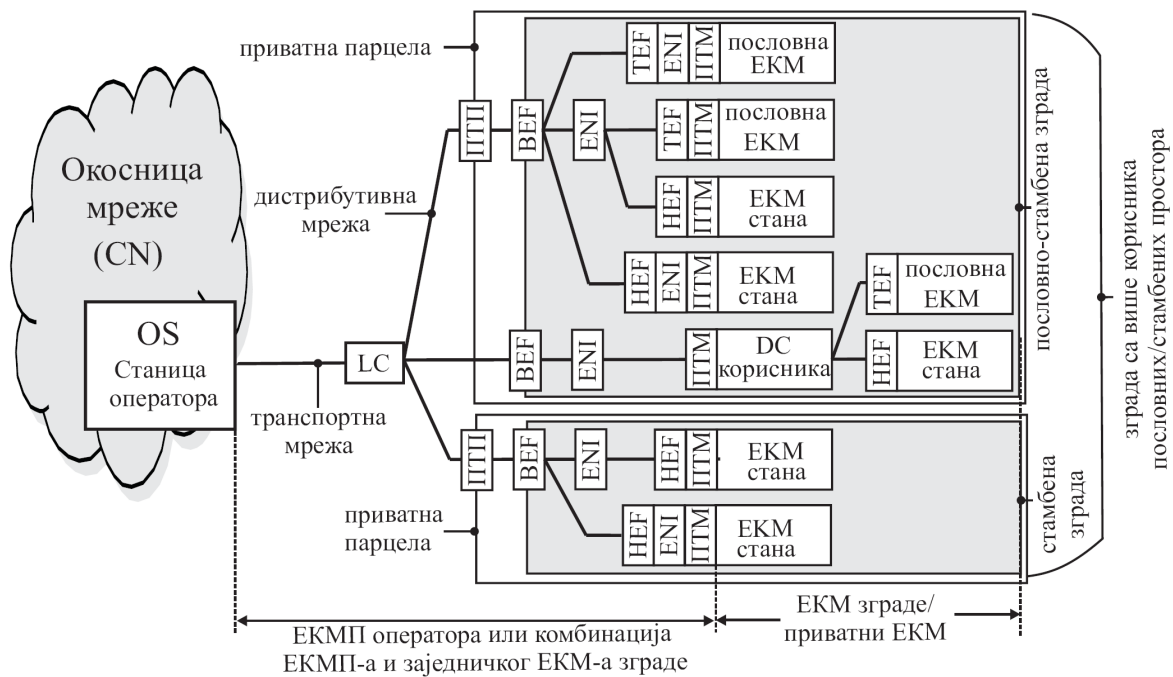 приватна парцела
Окосница
мреже
(CN)
OS
Станица
оператора
дистрибутивна
мрежа
транспортна
мрежа
LC
ПТП
BEF
TEF
ENI
ПТМ
пословна
ЕКМ
ENI
TEF
ПТМ
пословна
ЕКМ
HEF
ПТМ
ЕКМ
стана
HEF
ENI
ПТМ
ЕКМ
стана
BEF
ENI
ПТМ
DC
корисника
TEF
пословна
ЕКМ
HEF
ЕКМ
стана
пословно-стамбена зграда
ПТП
BEF
ENI
HEF
ПТМ
ЕКМ
стана
HEF
ENI
ПТМ
ЕКМ
стана
приватна
парцела
стамбена
зграда
зграда са више корисника
пословних/стамбених простора
ЕКМП оператора или комбинација
ЕКМП-а и заједничког ЕКМ-а зграде
ЕКМ зграде/
приватни ЕКМ